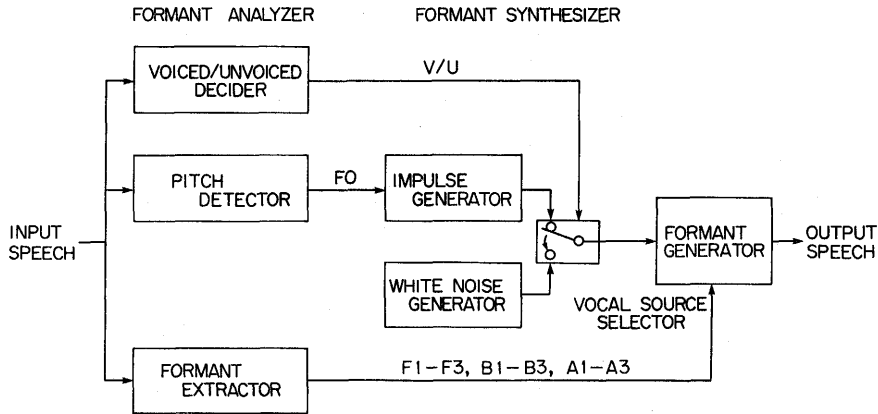 FORMANT ANALYZER
FORMANT SYNTHESIZER
VOICED/UNVOICED
DECIDER
V/U
PITCH
DETECTOR
FO
IMPULSE
GENERATOR
INPUT
SPEECH
FORMANT
GENERATOR
OUTPUT
SPEECH
WHITE NOISE
GENERATOR
VOCAL SOURCE
SELECTOR
FORMANT
EXTRACTOR
F1-F3, B1-B3, A1-A3